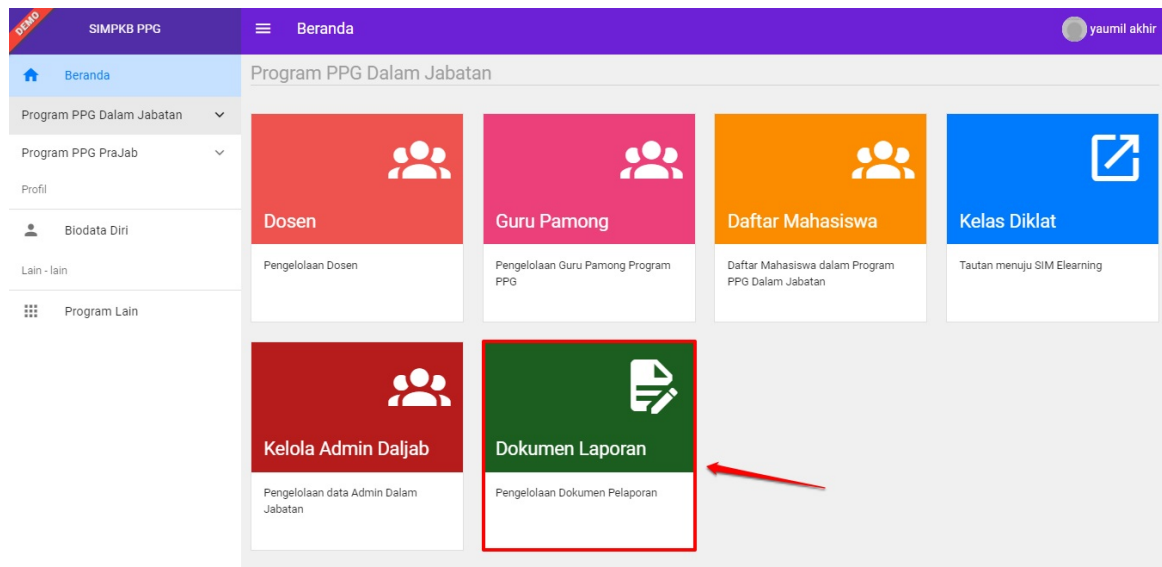 DEMO
SIMPKB PPG
Beranda
yaumil akhir
Beranda
Program PPG Dalam Jabatan
Program PPG PraJab
Profil
Biodata Diri
Lain - lain
Program Lain
Program PPG Dalam Jabatan
Dosen
Pengelolaan Dosen
Guru Pamong
Pengelolaan Guru Pamong Program
PPG
Daftar Mahasiswa
Daftar Mahasiswa dalam Program
PPG Dalam Jabatan
Kelas Diklat
Tautan menuju SIM Elearning
Kelola Admin Daljab
Pengelolaan data Admin Dalam
Jabatan
Dokumen Laporan
Pengelolaan Dokumen Pelaporan